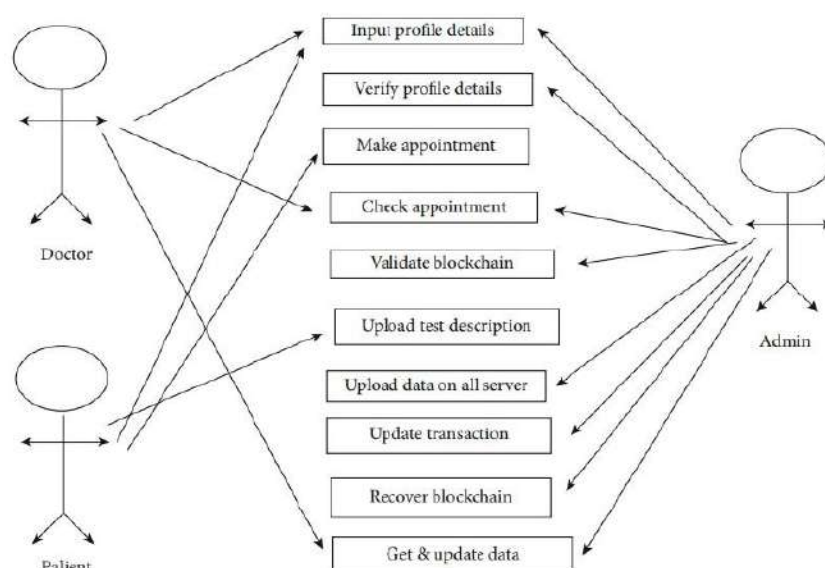 Input profile details
Verify profile details
Make appointment
Check appointment
Validate blockchain
Upload test description
Upload data on all server
Update transaction
Recover blockchain
Get & update data
Doctor
Palient
Admin